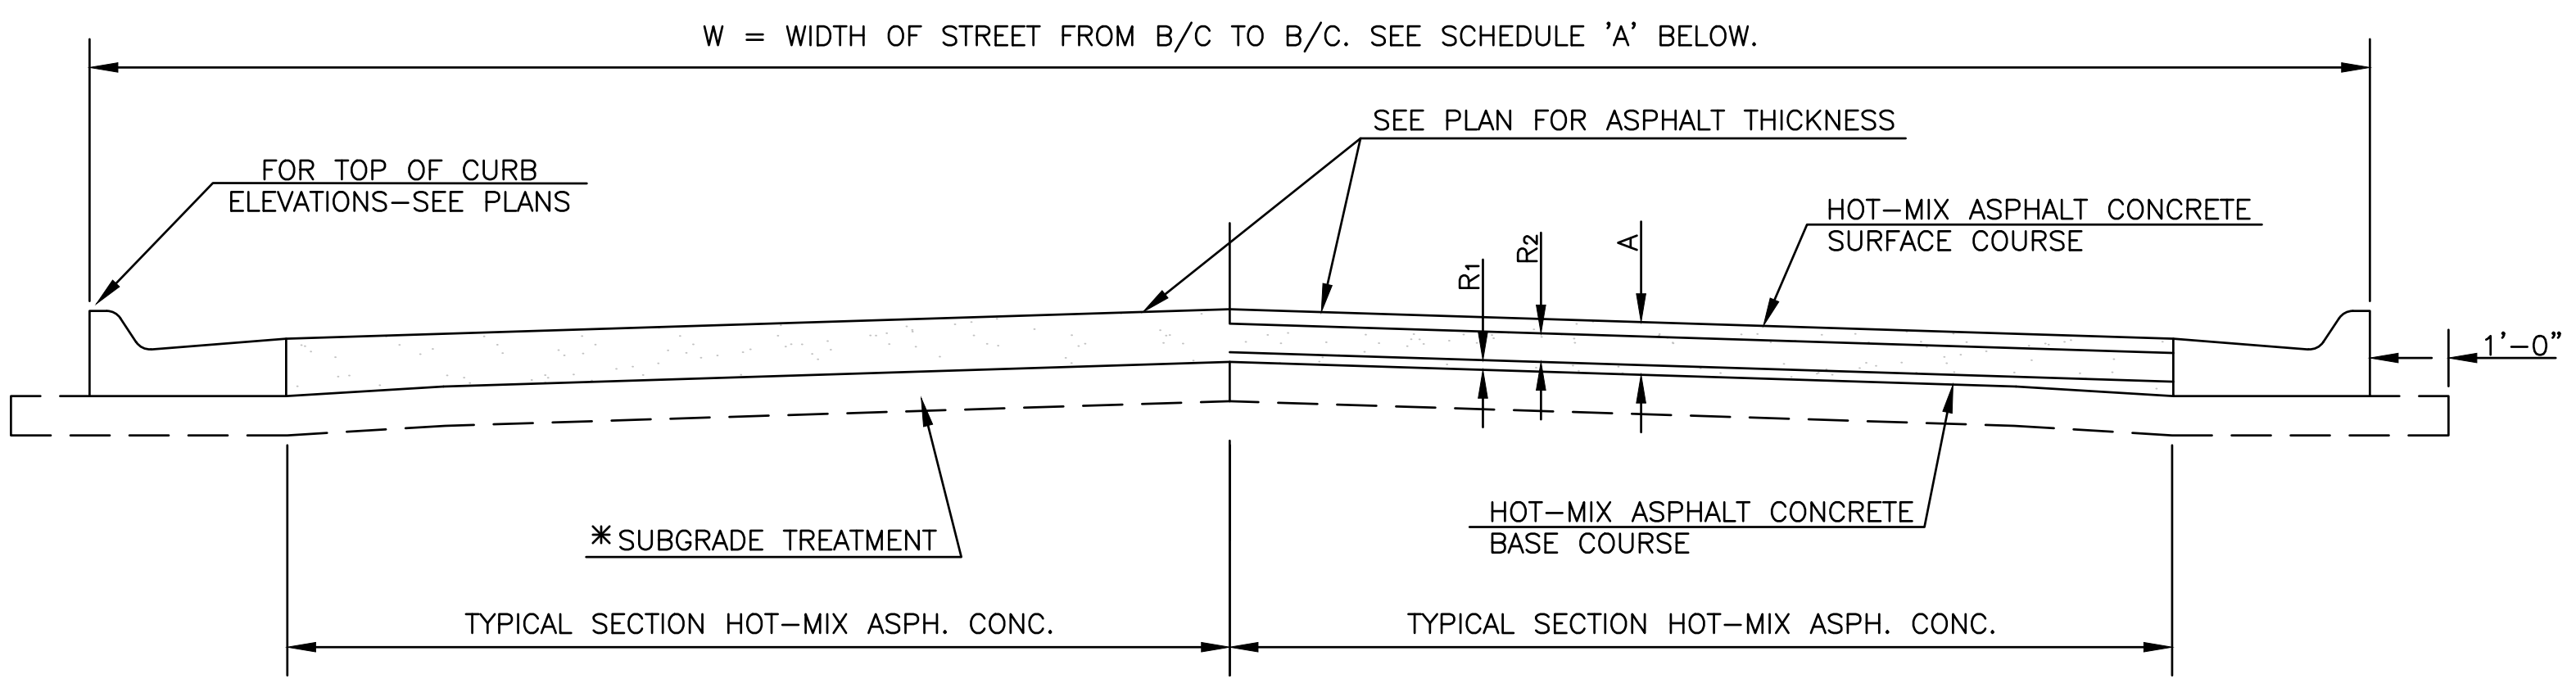 W = WIDTH OF STREET FROM B/C TO B/C. SEE SCHEDULE 'A' BELOW.
SEE PLAN FOR ASPHALT THICKNESS
FOR TOP OF CURB
ELEVATIONS-SEE PLANS
HOT-MIX ASPHALT CONCRETE
SURFACE COURSE
R1
R2
A
1'-0"
HOT-MIX ASPHALT CONCRETE
BASE COURSE
* SUBGRADE TREATMENT
TYPICAL SECTION HOT-MIX ASPH. CONC.
TYPICAL SECTION HOT-MIX ASPH. CONC.